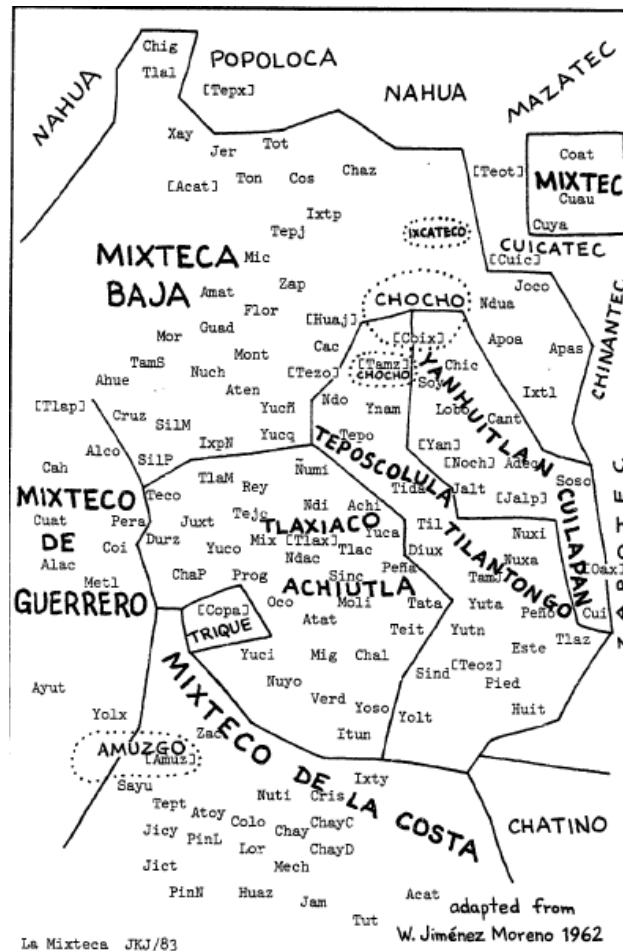 Chig
Tlal
POPOLOCA
[Tepx]
NAHUA
NAHUA
MAZATEC
Xay
Jer
Tot
[Acat]
Ton
Cos
Chaz
[Teot]
Coat
MIXTEC
Cuau
Cuya
Ixtp
Tepj
IXCATECO
CUICATEC
[Cuic]
MIXTECA
BAJA
Mic
Amat
Zap
Flor
Guad
Mor
[Huaj]
CHOCHO
Joco
Ndua
CHINANTEC
[Coix]
Apoa
Apas
TamS
Nuch
Mont
Cac
[Tezo]
[Tamz]
CHOCHO
Chic
Soy
YANHUITLAN
Ahue
Aten
Ndo
Ynam
Lobo
Cant
Ixtl
[Tlap]
Cruz
SilM
Yucñ
Alco
IxpN
Yucq
Tepo
[Yan]
[Noch]
Adeq
Soso
Cah
SilP
TEPOSCOLULA
MIXTECO
DE
GUERRERO
Teco
TlaM
Rey
Ñumi
Tida
Jalt
[Jalp]
CUILAPAN
Cuat
Pera
Juxt
Tejc
Ndi
Achi
TLAXIACO
Yuca
Til
TILANTONGO
Nuxi
Coi
Durz
Yuco
Mix
[Tlax]
Tlac
Diux
Nuxa
[Oax]
ZAPOTEC
Alac
Ndac
Peña
Metl
ChaP
Prog
Sinc
TamJ
ACHIUTLA
[Copa]
TRIQUE
Oco
Moli
Tata
Yuta
Peño
Cui
Atat
Teit
Yutn
Tlaz
Yuci
Mig
Chal
Este
Sind
[Teoz]
Pied
Ayut
Nuyo
Verd
Yoso
Yolt
Huit
Yolx
Zac
Itun
AMUZGO
[Amuz]
MIXTECO DE LA COSTA
Sayu
Ixty
Tept
Nuti
Cris
Atoy
Colo
ChayC
Jicy
PinL
Chay
CHATINO
Lor
ChayD
Jict
Mech
PinN
Huaz
Jam
Acat
Tut
adapted from
W. Jiménez Moreno 1962
La Mixteca JKJ/83